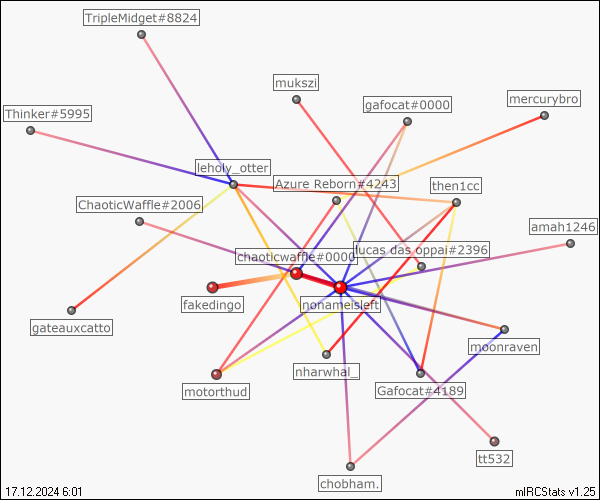 TripleMidget#8824
mukszi
gafocat#0000
mercurybro
Thinker#5995
leholy_otter
Azure Reborn#4243
then1cc
ChaoticWaffle#2006
amah1246
lucas das oppai#2396
chaoticwaffle#0000
fakedingo
nonameisleft
gateauxcatto
moonraven
nharwhal_
motorthud
Gafocat#4189
tt532
chobham.
17.12.2024 6:01
mIRCStats v1.25